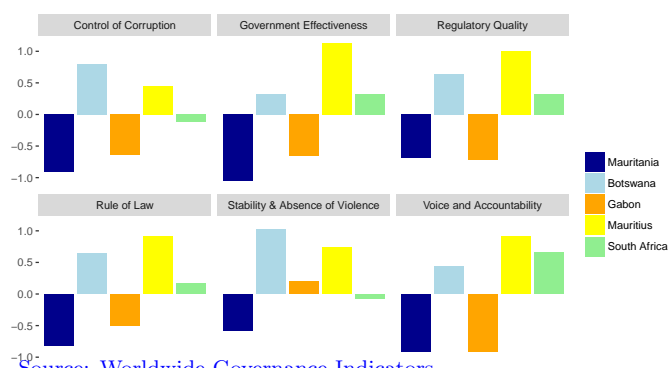 Control of Corruption Government Effectiveness Regulatory Quality
1.0
0.5
0.0
−0.5
−1.0
Mauritania
Botswana
Gabon
Mauritius
South Africa
Rule of Law Stability & Absence of Violence Voice and Accountability
1.0
0.5
0.0
−0.5
−1.0
Source: Worldwide Governance Indicators